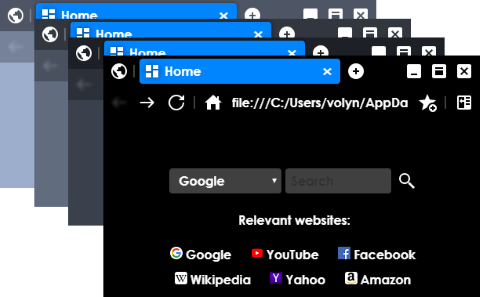 Home
Home
Home
Home
file:///C:/Users/volyn/AppDa
Google Search
Relevant websites:
Google YouTube Facebook
Wikipedia Yahoo Amazon